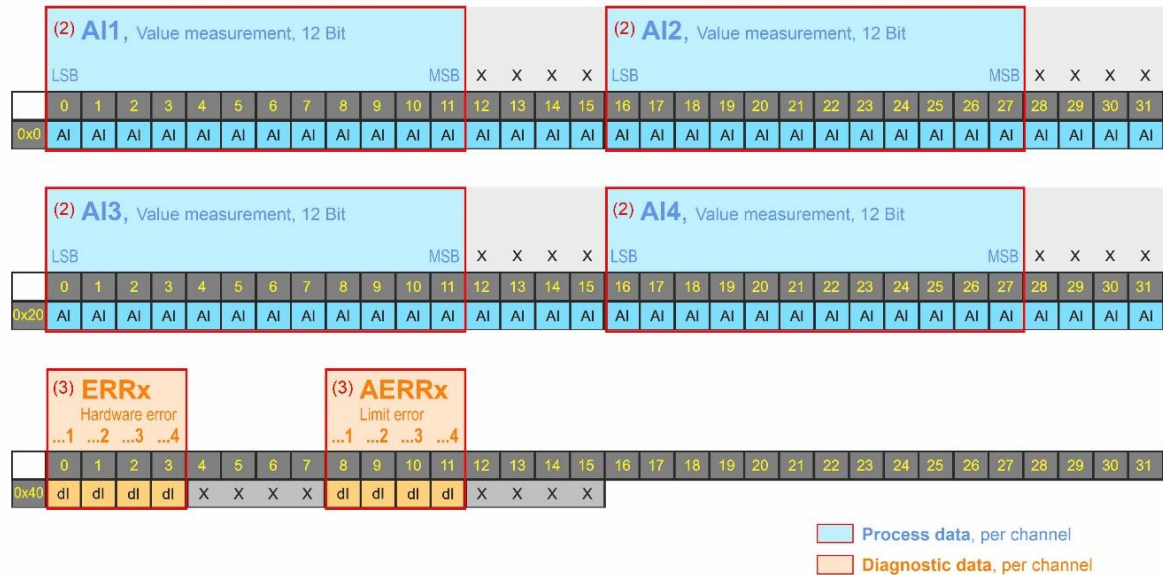 (2) AI1, Value measurement, 12 Bit (2) AI2, Value measurement, 12 Bit
LSB MSB X X X X LSB MSB X X X X
0 1 2 3 4 5 6 7 8 9 10 11 12 13 14 15 16 17 18 19 20 21 22 23 24 25 26 27 28 29 30 31
0x0 AI AI AI AI AI AI AI AI AI AI AI AI AI AI AI AI AI AI AI AI AI AI AI AI AI AI AI AI AI AI AI AI
(2) AI3, Value measurement, 12 Bit (2) AI4, Value measurement, 12 Bit
LSB MSB X X X X LSB MSB X X X X
0 1 2 3 4 5 6 7 8 9 10 11 12 13 14 15 16 17 18 19 20 21 22 23 24 25 26 27 28 29 30 31
0x20 AI AI AI AI AI AI AI AI AI AI AI AI AI AI AI AI AI AI AI AI AI AI AI AI AI AI AI AI AI AI AI AI
(3) ERRx (3) AERRx
Hardware error Limit error
...1 ...2 ...3 ...4 ...1 ...2 ...3 ...4
0 1 2 3 4 5 6 7 8 9 10 11 12 13 14 15 16 17 18 19 20 21 22 23 24 25 26 27 28 29 30 31
0x40 dI dI dI dI X X X X dI dI dI dI X X X X
Process data, per channel
Diagnostic data, per channel